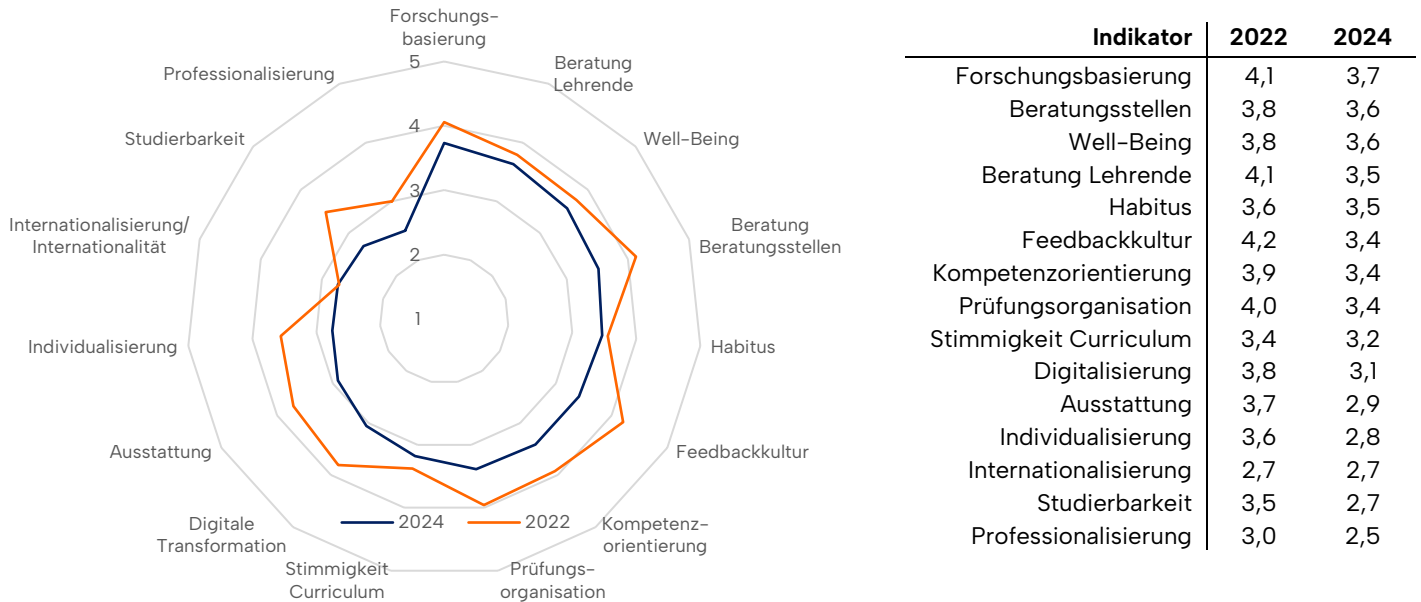 Forschungs-
basierung
Beratung
Lehrende
Well-Being
Beratung
Beratungsstellen
Habitus
Feedbackkultur
Kompetenz-
orientierung
Prüfungs-
organisation
Stimmigkeit
Curriculum
Digitale
Transformation
Ausstattung
Individualisierung
Internationalisierung/
Internationalität
Studierbarkeit
Professionalisierung
5
4
3
2
1
2024 2022
Indikator 2022 2024
Forschungsbasierung 4,1 3,7
Beratungsstellen 3,8 3,6
Well-Being 3,8 3,6
Beratung Lehrende 4,1 3,5
Habitus 3,6 3,5
Feedbackkultur 4,2 3,4
Kompetenzorientierung 3,9 3,4
Prüfungsorganisation 4,0 3,4
Stimmigkeit Curriculum 3,4 3,2
Digitalisierung 3,8 3,1
Ausstattung 3,7 2,9
Individualisierung 3,6 2,8
Internationalisierung 2,7 2,7
Studierbarkeit 3,5 2,7
Professionalisierung 3,0 2,5